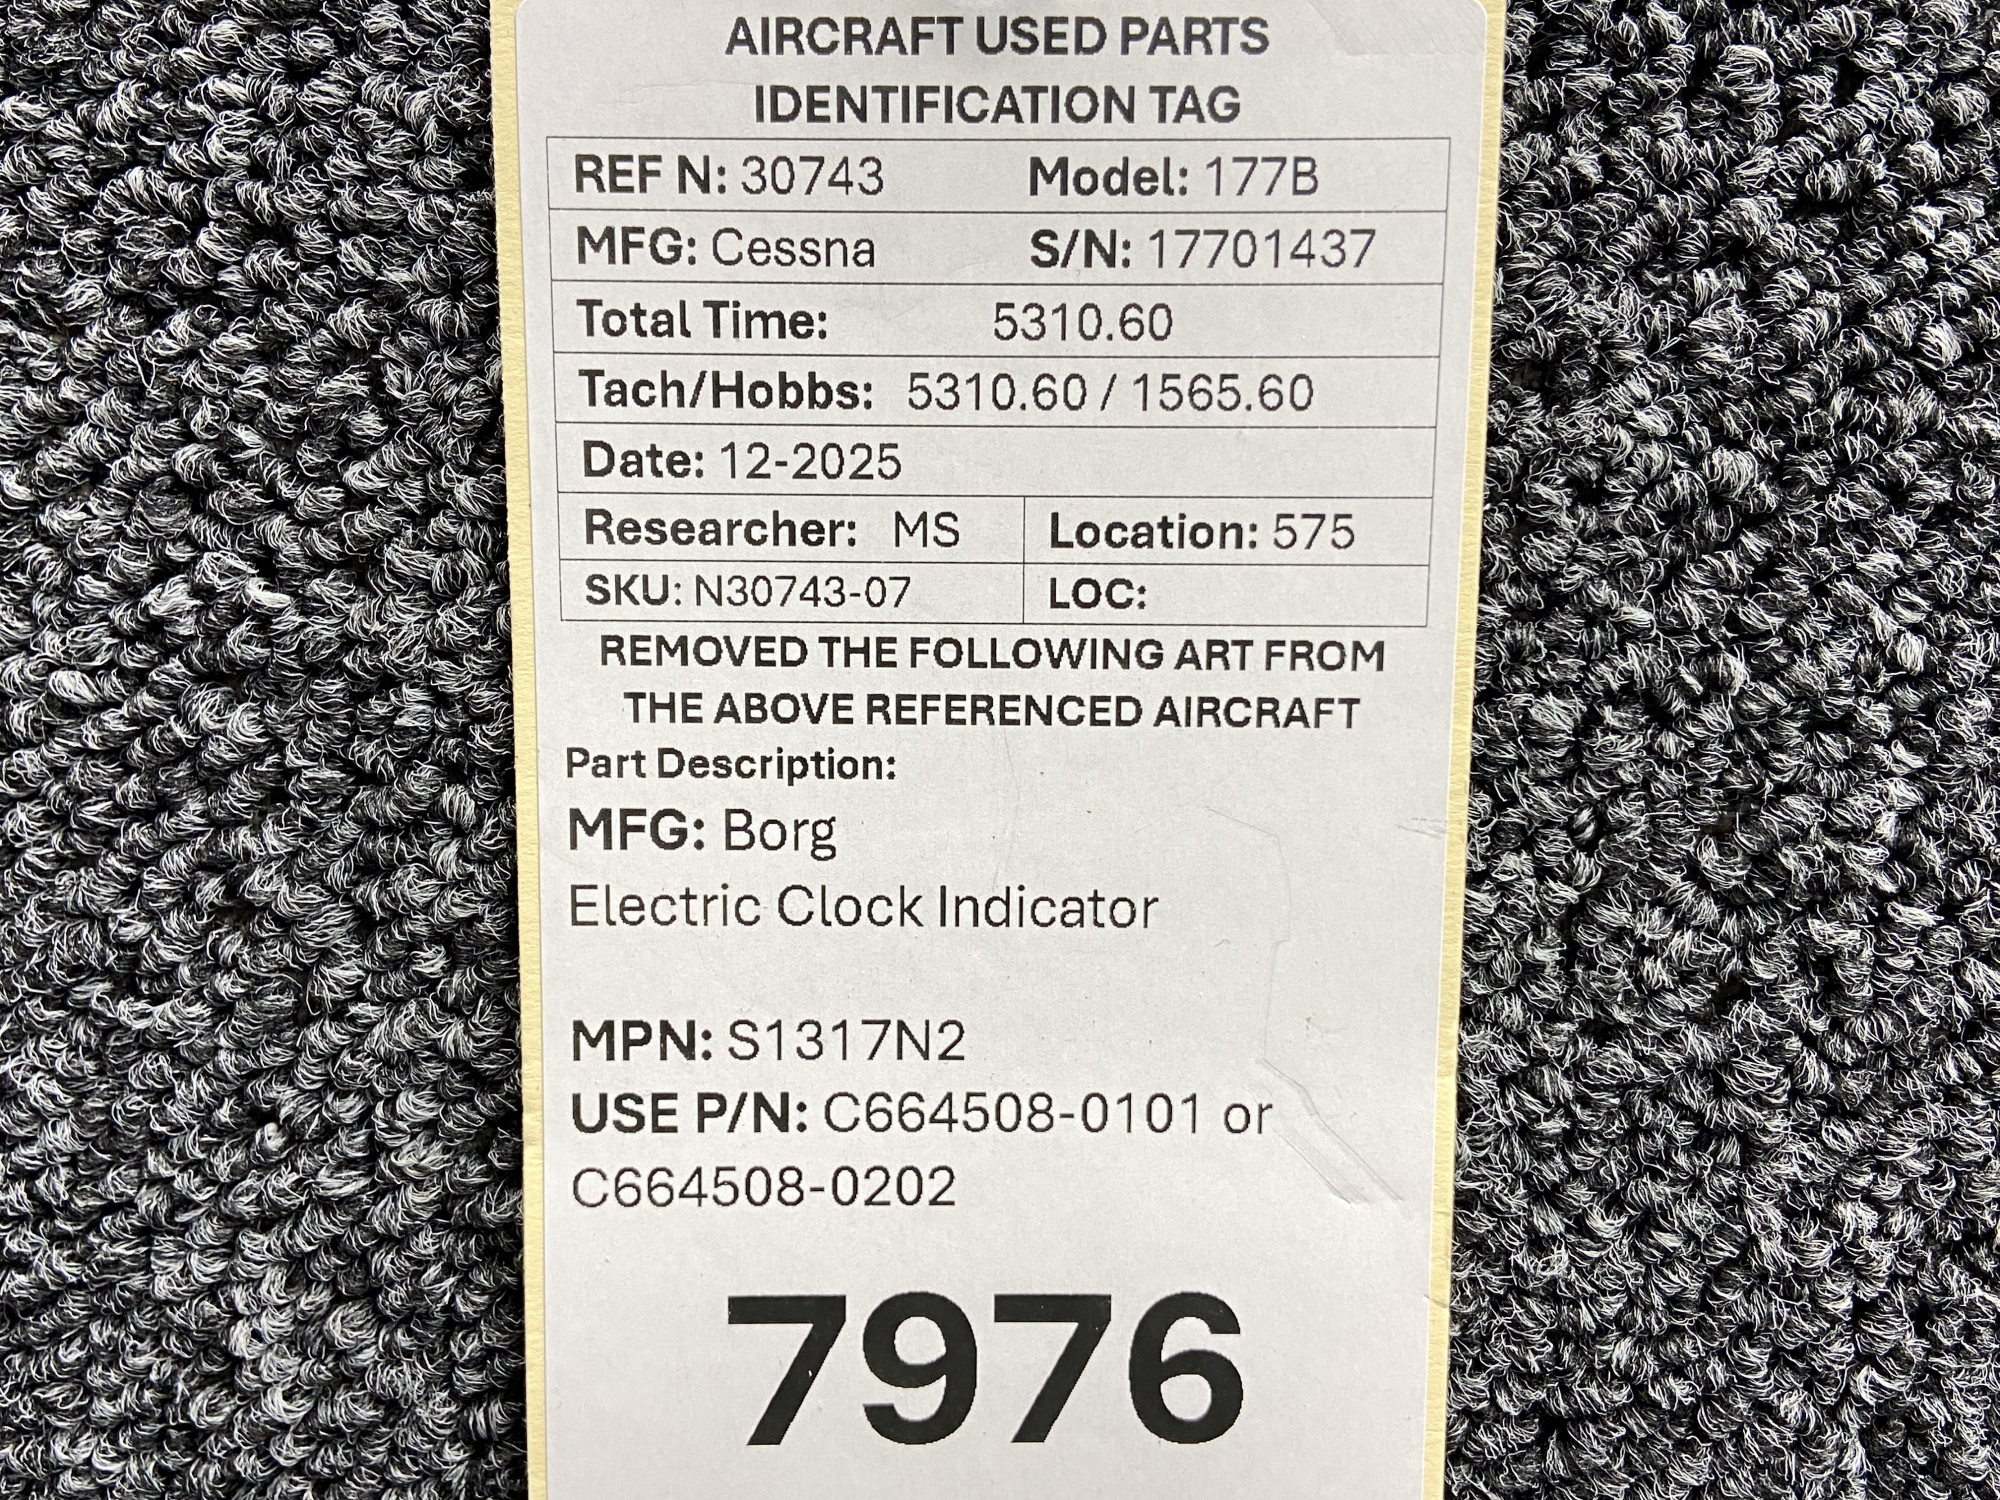 AIRCRAFT USED PARTS
IDENTIFICATION TAG
REF N: 30743 Model: 177B
MFG: Cessna S/N: 17701437
Total Time: 5310.60
Tach/Hobbs: 5310.60 / 1565.60
Date: 12-2025
Researcher: MS Location: 575
SKU: N30743-07 LOC:
REMOVED THE FOLLOWING ART FROM
THE ABOVE REFERENCED AIRCRAFT
Part Description:
MFG: Borg
Electric Clock Indicator
MPN: S1317N2
USE P/N: C664508-0101 or
C664508-0202
7976